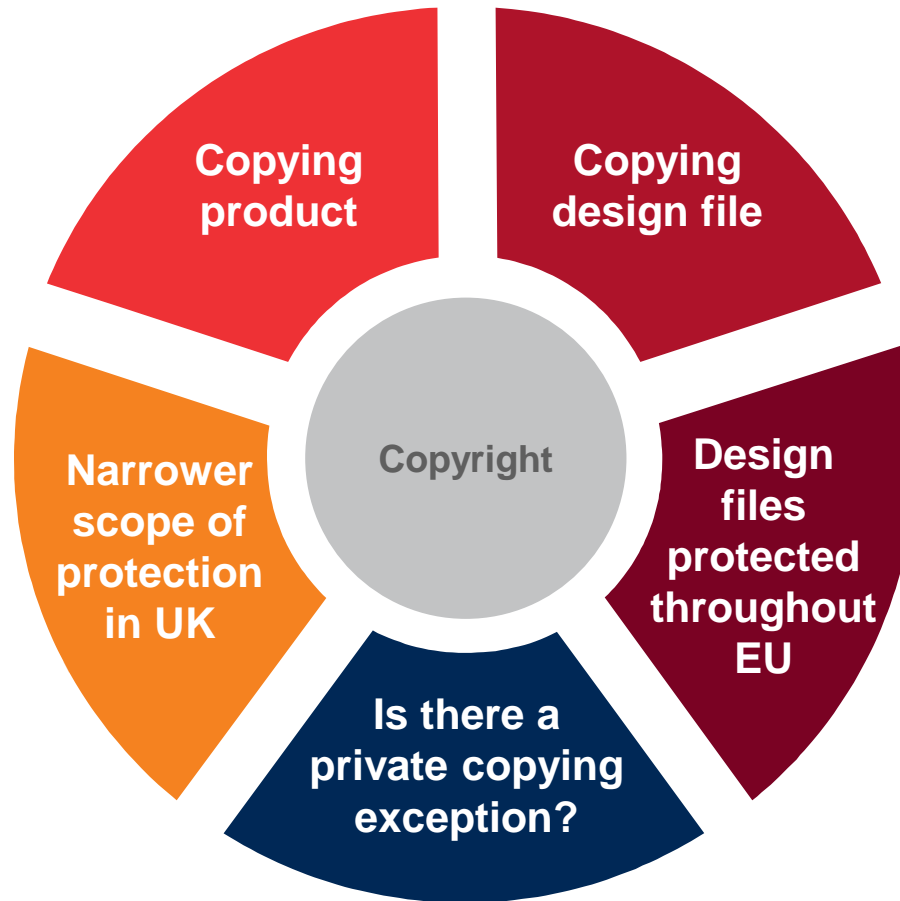 Copying
product
Copying
design file
Copyright
Narrower
scope of
protection
in UK
Design
files
protected
throughout
EU
Is there a
private copying
exception?